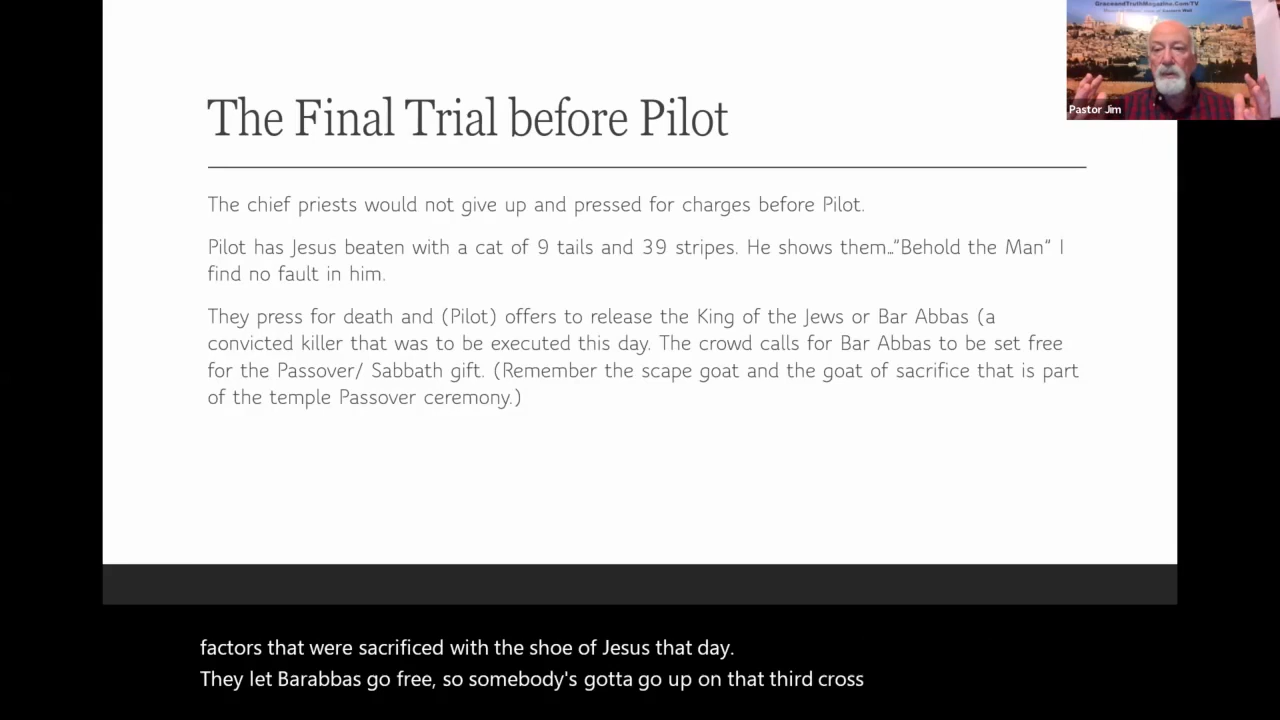 GraceandTruthMagazine.Com/TV
Pastor Jim
The Final Trial before Pilot
The chief priests would not give up and pressed for charges before Pilot.
Pilot has Jesus beaten with a cat of 9 tails and 39 stripes. He shows them…"Behold the Man" I
find no fault in him.
They press for death and (Pilot) offers to release the King of the Jews or Bar Abbas (a
convicted killer that was to be executed this day. The crowd calls for Bar Abbas to be set free
for the Passover/ Sabbath gift. (Remember the scape goat and the goat of sacrifice that is part
of the temple Passover ceremony.)
factors that were sacrificed with the shoe of Jesus that day.
They let Barabbas go free, so somebody's gotta go up on that third cross